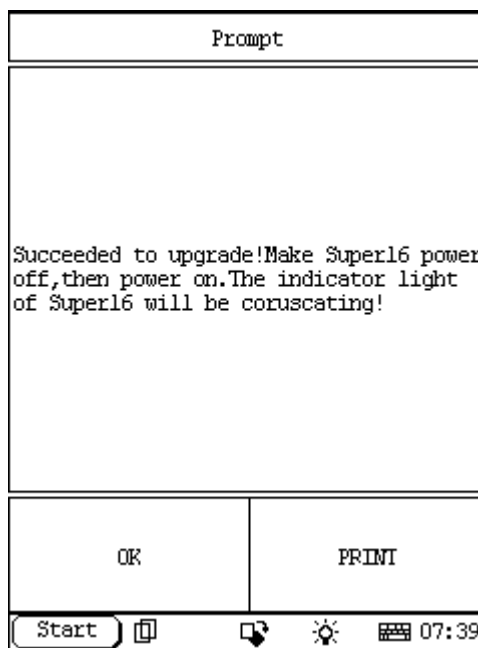 Prompt
Succeeded to upgrade!Make Super16 power
off,then power on.The indicator light
of Super16 will be coruscating!
OK
PRINT
Start
07:39